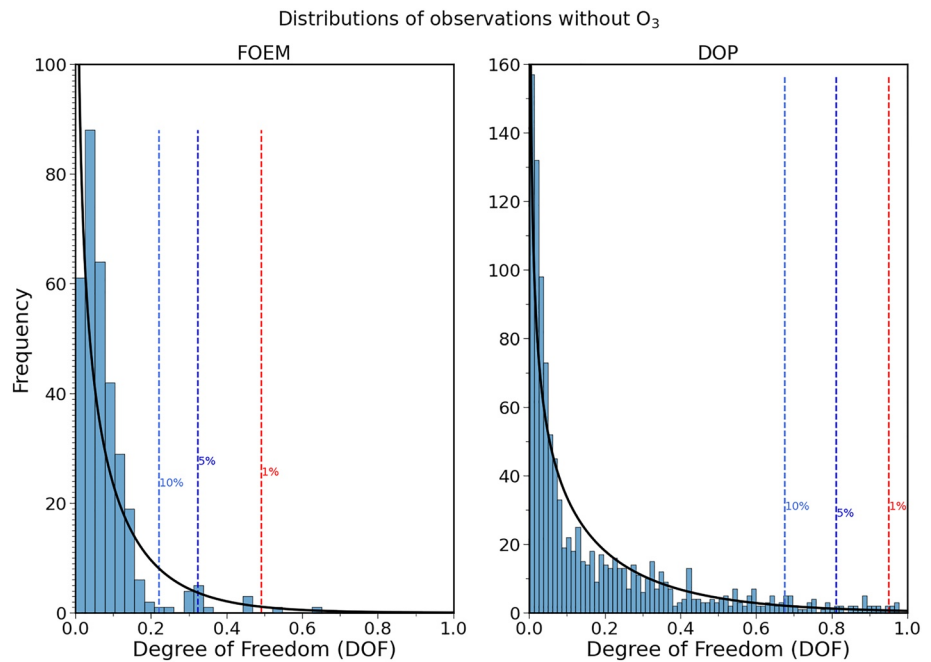 Distributions of observations without O₃
FOEM
DOP
100
80
60
40
20
0
Frequency
10%
5%
1%
0.0 0.2 0.4 0.6 0.8 1.0
Degree of Freedom (DOF)
160
140
120
100
80
60
40
20
0
10%
5%
1%
0.0 0.2 0.4 0.6 0.8 1.0
Degree of Freedom (DOF)